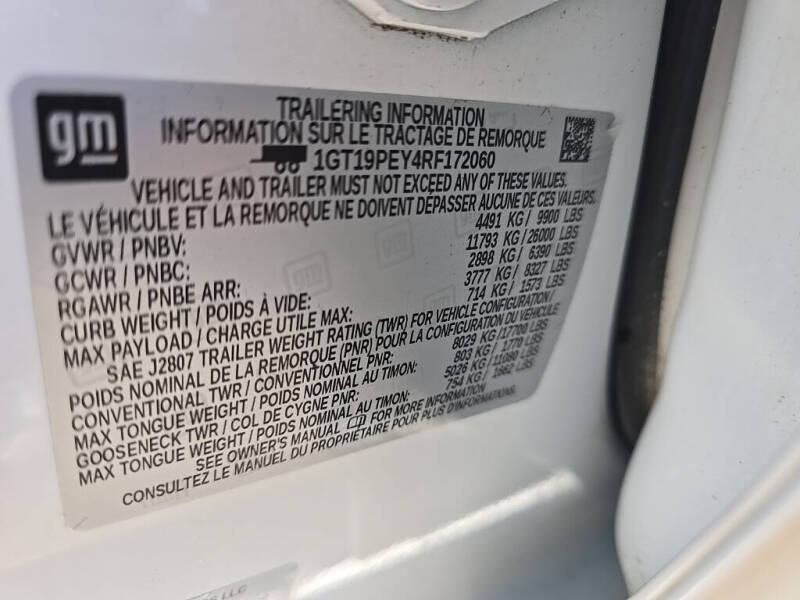 gm
TRAILERING INFORMATION
INFORMATION SUR LE TRACTAGE DE REMORQUE
1GT19PEY4RF172060
VEHICLE AND TRAILER MUST NOT EXCEED ANY OF THESE VALUES.
LE VÉHICULE ET LA REMORQUE NE DOIVENT DÉPASSER AUCUNE DE CES VALEURS.
GVWR / PNBV: 4491 KG / 9900 LBS
GCWR / PNBC: 11793 KG / 26000 LBS
RGAWR / PNBE ARR: 2898 KG / 6390 LBS
CURB WEIGHT / POIDS À VIDE: 3777 KG / 8327 LBS
MAX PAYLOAD / CHARGE UTILE MAX: 714 KG / 1573 LBS
SAE J2807 TRAILER WEIGHT RATING (TWR) FOR VEHICLE CONFIGURATION /
POIDS NOMINAL DE LA REMORQUE (PNR) POUR LA CONFIGURATION DU VÉHICULE
CONVENTIONAL TWR / CONVENTIONNEL PNR: 8029 KG / 17700 LBS
MAX TONGUE WEIGHT / POIDS NOMINAL AU TIMON: 803 KG / 1770 LBS
GOOSENECK TWR / COL DE CYGNE PNR: 5026 KG / 11080 LBS
MAX TONGUE WEIGHT / POIDS NOMINAL AU TIMON: 754 KG / 1662 LBS
SEE OWNER'S MANUAL FOR MORE INFORMATION
CONSULTEZ LE MANUEL DU PROPRIÉTAIRE POUR PLUS D'INFORMATIONS.
LLC